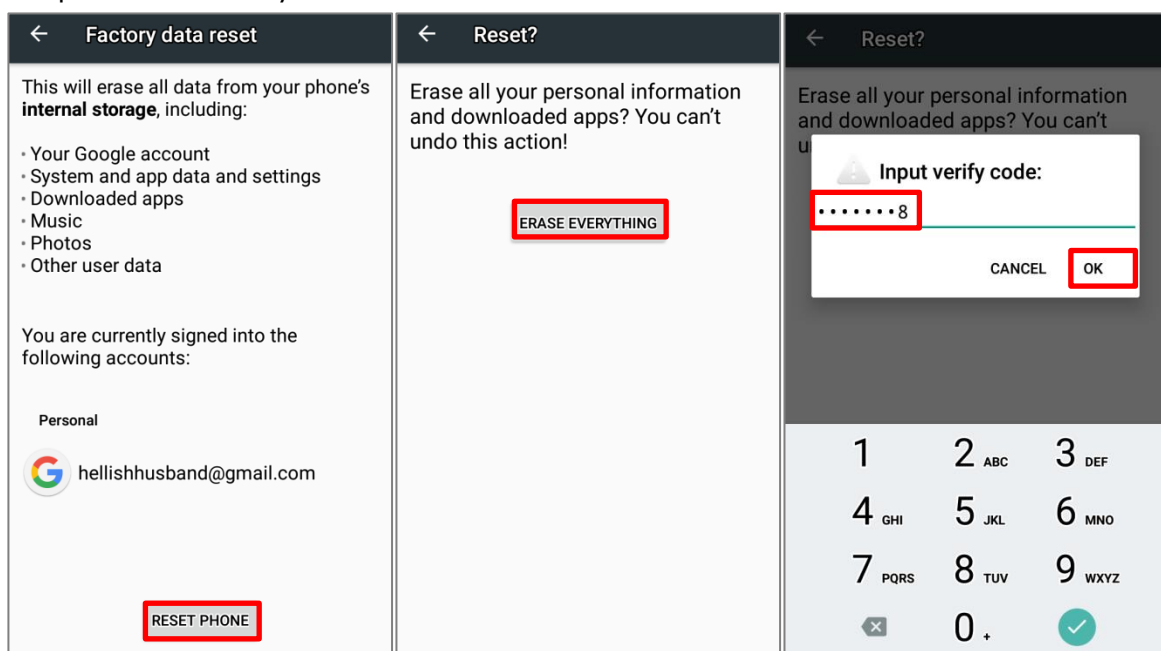 ← Factory data reset
This will erase all data from your phone's
internal storage, including:
· Your Google account
· System and app data and settings
· Downloaded apps
· Music
· Photos
· Other user data
You are currently signed into the
following accounts:
Personal
G hellishhusband@gmail.com
RESET PHONE
← Reset?
Erase all your personal information
and downloaded apps? You can't
undo this action!
ERASE EVERYTHING
← Reset?
Erase all your personal information
and downloaded apps? You can't
Input verify code:
·······8
CANCEL OK
1 2 ABC 3 DEF
4 GHI 5 JKL 6 MNO
7 PQRS 8 TUV 9 WXYZ
0 +